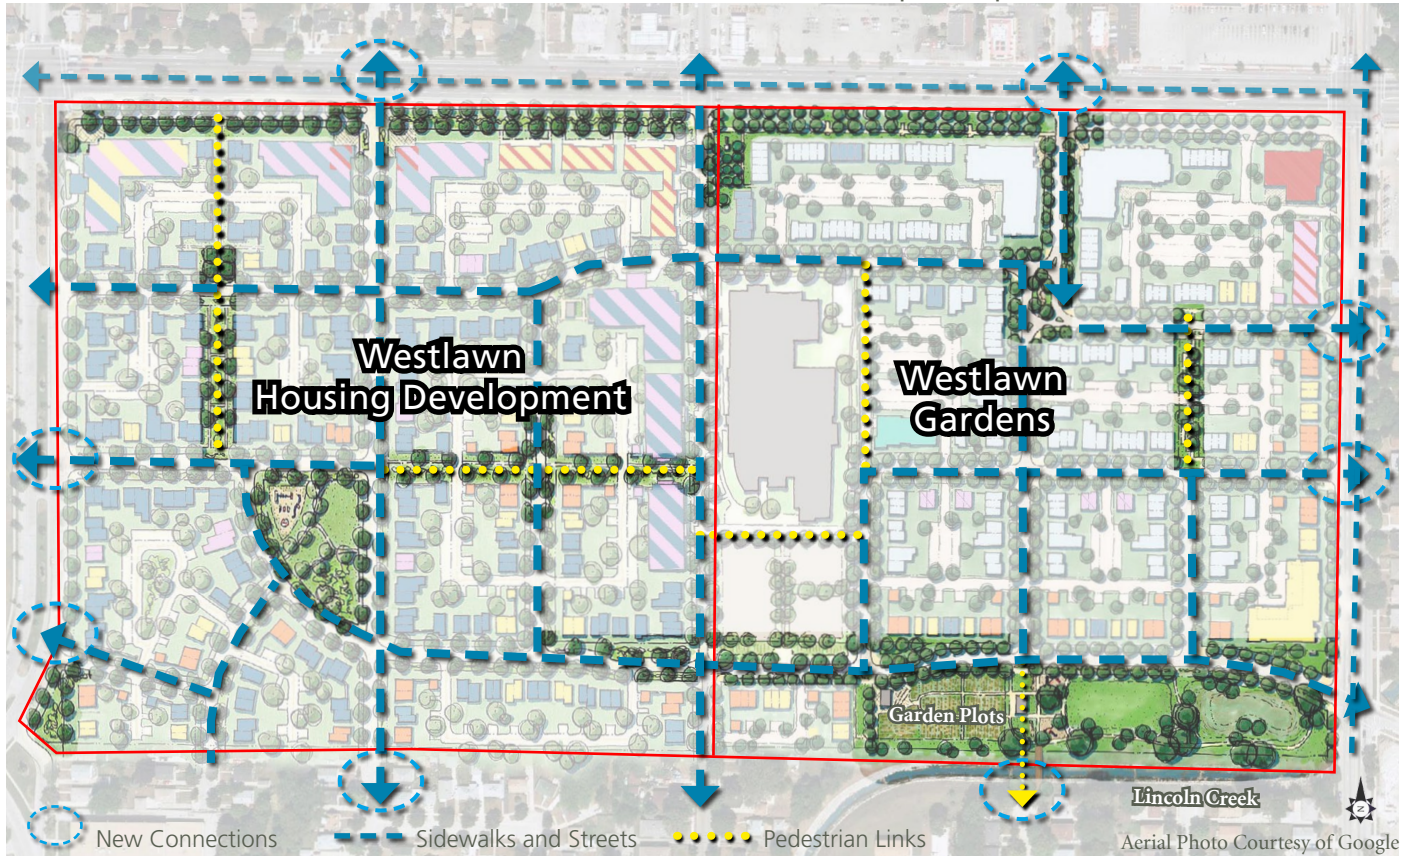 Westlawn
Housing Development
Westlawn
Gardens
Garden Plots
Lincoln Creek
N
New Connections
Sidewalks and Streets
Pedestrian Links
Aerial Photo Courtesy of Google